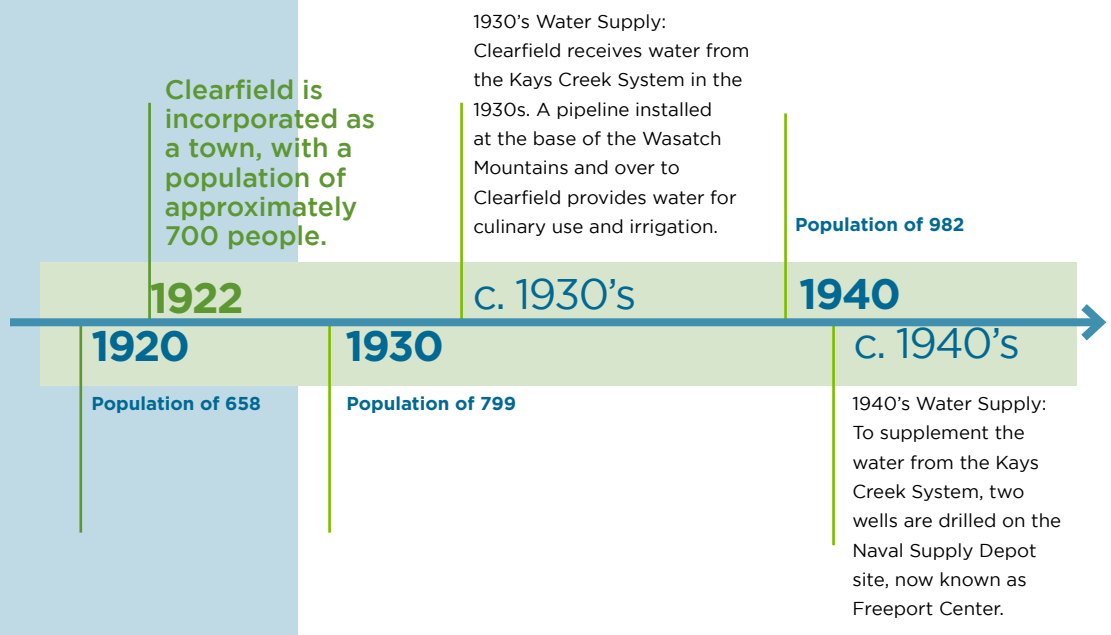 Clearfield is
incorporated as
a town, with a
population of
approximately
700 people.
1922
1920
Population of 658
1930
Population of 799
1930's Water Supply:
Clearfield receives water from
the Kays Creek System in the
1930s. A pipeline installed
at the base of the Wasatch
Mountains and over to
Clearfield provides water for
culinary use and irrigation.
c. 1930's
Population of 982
1940
c. 1940's
1940's Water Supply:
To supplement the
water from the Kays
Creek System, two
wells are drilled on the
Naval Supply Depot
site, now known as
Freeport Center.